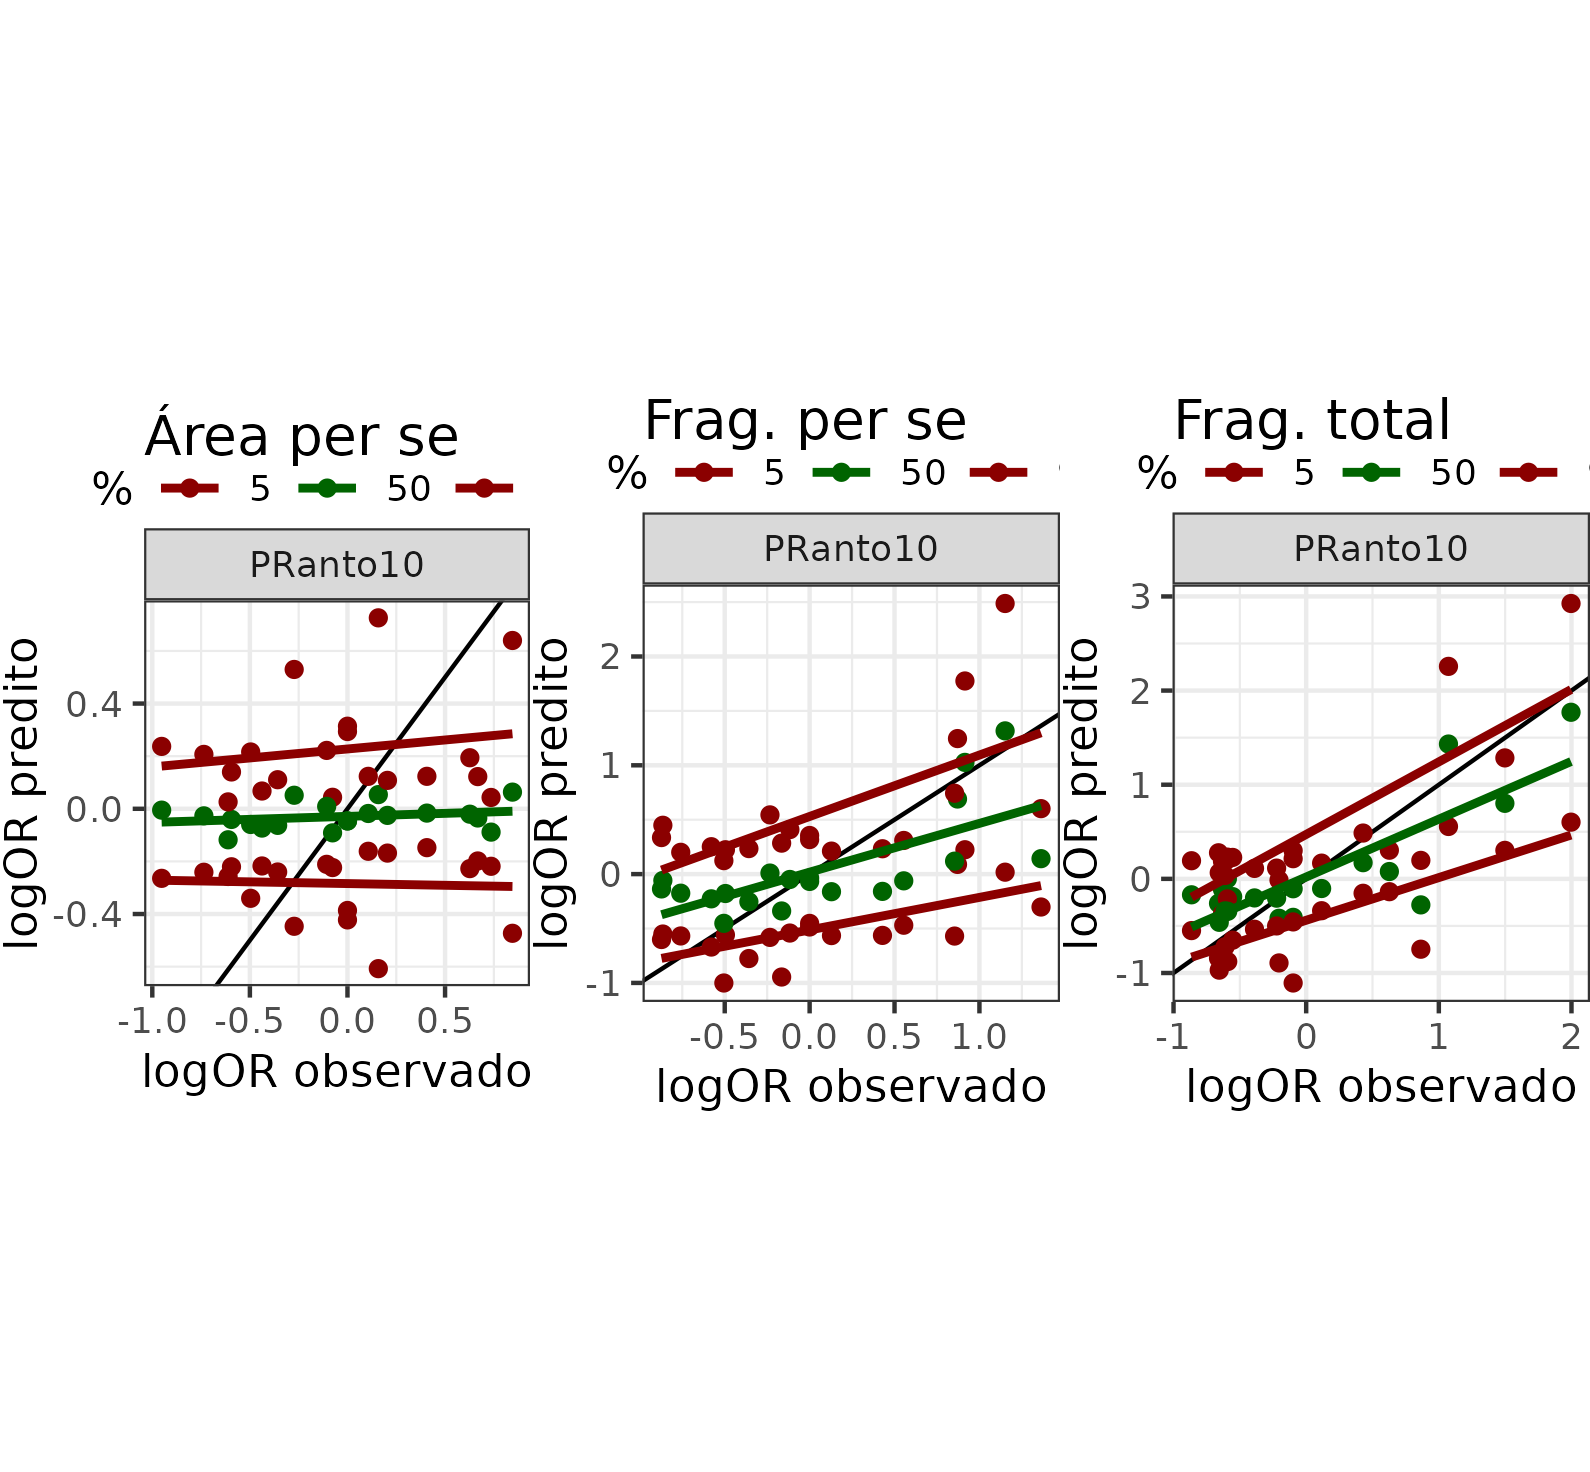 Área per se
% 5 50
PRanto10
logOR predito
0.4
0.0
-0.4
-1.0 -0.5 0.0 0.5
logOR observado
Frag. per se
% 5 50
PRanto10
logOR predito
2
1
0
-1
-0.5 0.0 0.5 1.0
logOR observado
Frag. total
% 5 50
PRanto10
logOR predito
3
2
1
0
-1
-1 0 1 2
logOR observado